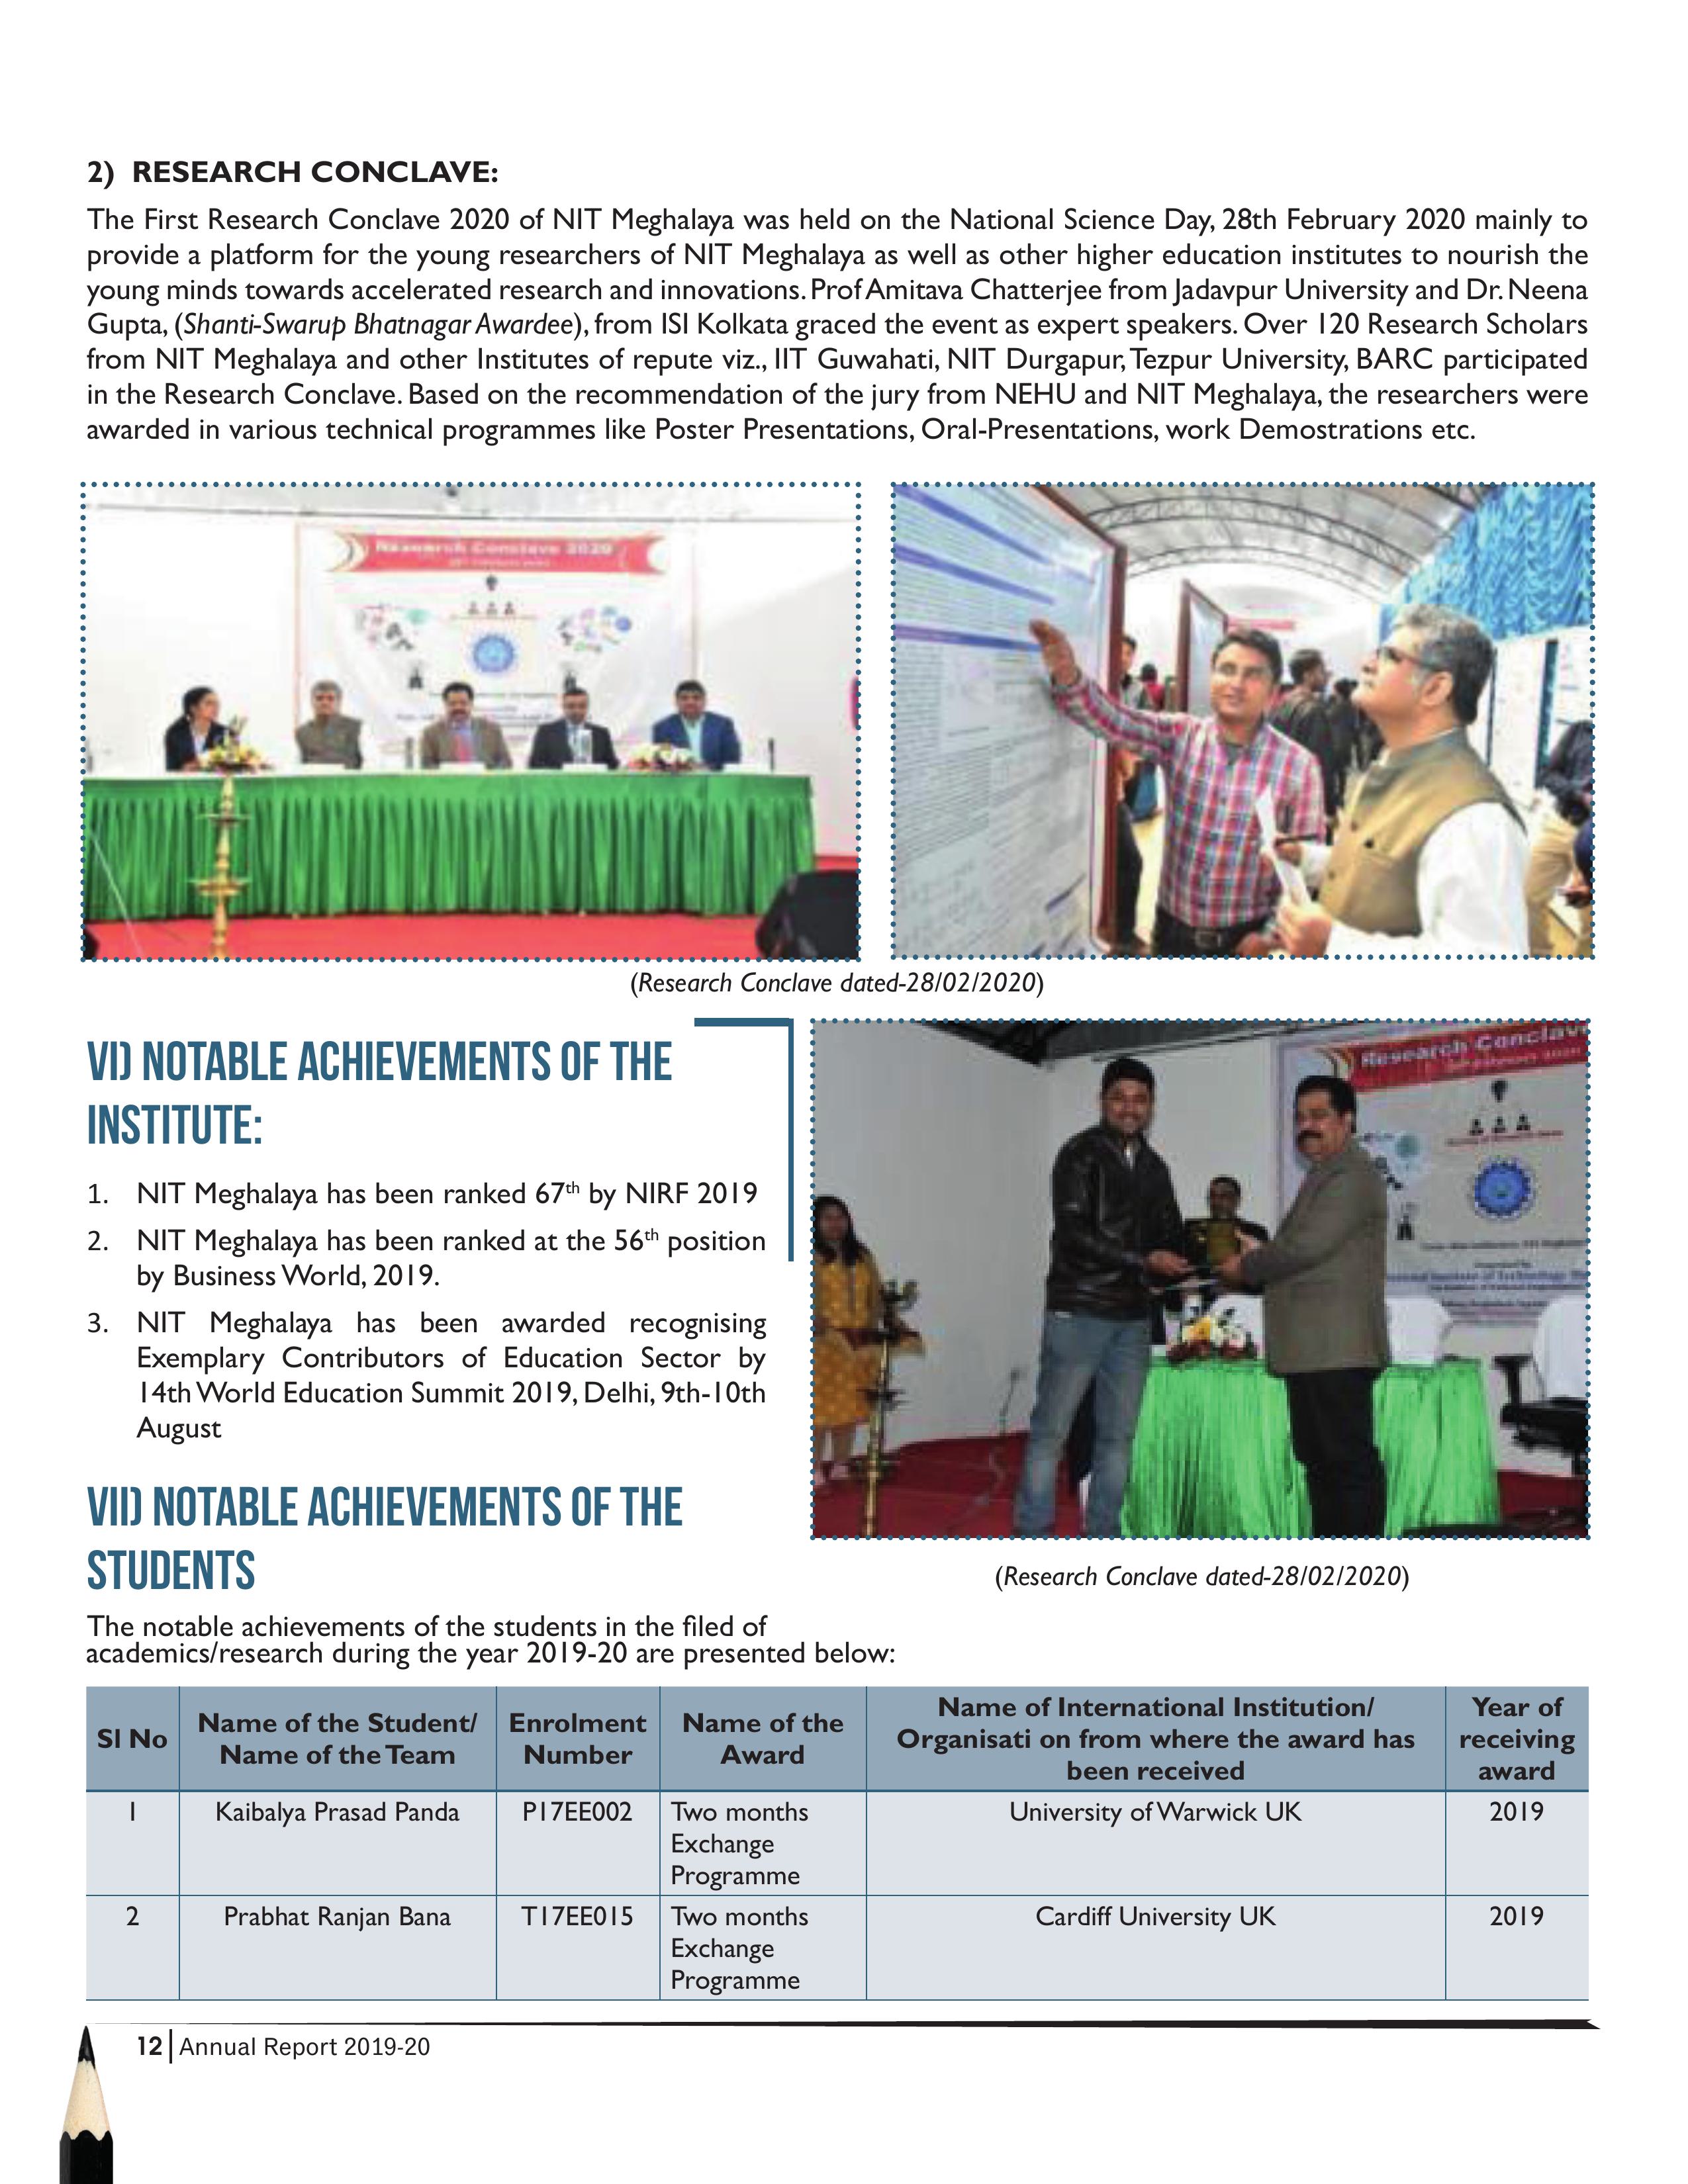 2) RESEARCH CONCLAVE:
The First Research Conclave 2020 of NIT Meghalaya was held on the National Science Day, 28th February 2020 mainly to
provide a platform for the young researchers of NIT Meghalaya as well as other higher education institutes to nourish the
young minds towards accelerated research and innovations. Prof Amitava Chatterjee from Jadavpur University and Dr. Neena
Gupta, (Shanti-Swarup Bhatnagar Awardee), from ISI Kolkata graced the event as expert speakers. Over 120 Research Scholars
from NIT Meghalaya and other Institutes of repute viz., IIT Guwahati, NIT Durgapur, Tezpur University, BARC participated
in the Research Conclave. Based on the recommendation of the jury from NEHU and NIT Meghalaya, the researchers were
awarded in various technical programmes like Poster Presentations, Oral-Presentations, work Demostrations etc.
Research Conclave 2020
(Research Conclave dated-28/02/2020)
VI) NOTABLE ACHIEVEMENTS OF THE
INSTITUTE:
1. NIT Meghalaya has been ranked 67th by NIRF 2019
2. NIT Meghalaya has been ranked at the 56th position
by Business World, 2019.
3. NIT Meghalaya has been awarded recognising
Exemplary Contributors of Education Sector by
14th World Education Summit 2019, Delhi, 9th-10th
August
Research Conclav
(Research Conclave dated-28/02/2020)
VII) NOTABLE ACHIEVEMENTS OF THE
STUDENTS
The notable achievements of the students in the filed of
academics/research during the year 2019-20 are presented below:
Sl No Name of the Student/ Name of the Team Enrolment Number Name of the Award Name of International Institution/ Organisati on from where the award has been received Year of receiving award
1 Kaibalya Prasad Panda P17EE002 Two months Exchange Programme University of Warwick UK 2019
2 Prabhat Ranjan Bana T17EE015 Two months Exchange Programme Cardiff University UK 2019
12 Annual Report 2019-20